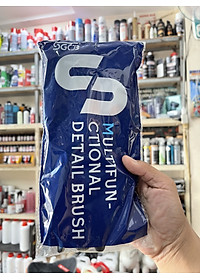 SGCB
MULTIFUN-
CTIONAL
DETAIL BRUSH